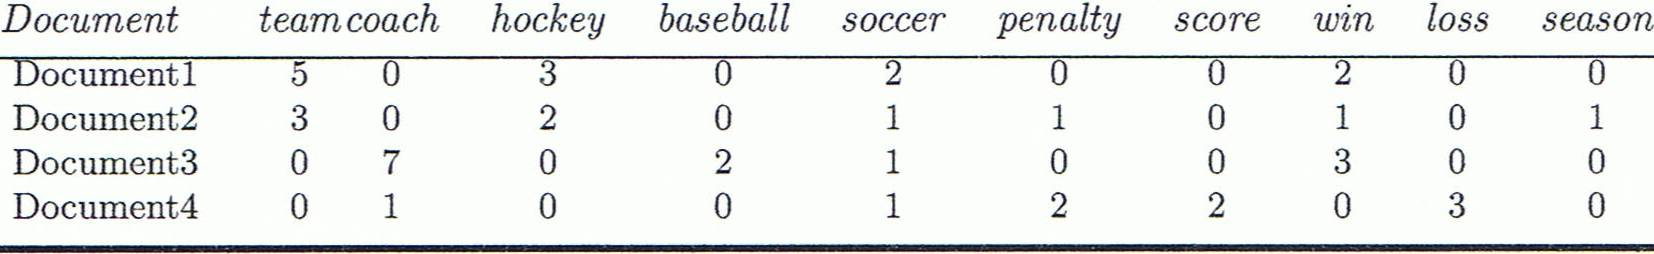 Document team coach hockey baseball soccer penalty score win loss season
Document1 5 0 3 0 2 0 0 2 0 0
Document2 3 0 2 0 1 1 0 1 0 1
Document3 0 7 0 2 1 0 0 3 0 0
Document4 0 1 0 0 1 2 2 0 3 0